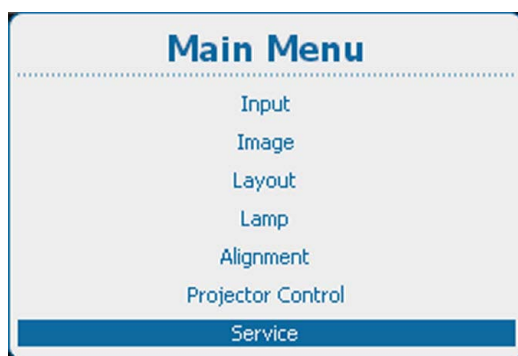 Main Menu
Input
Image
Layout
Lamp
Alignment
Projector Control
Service